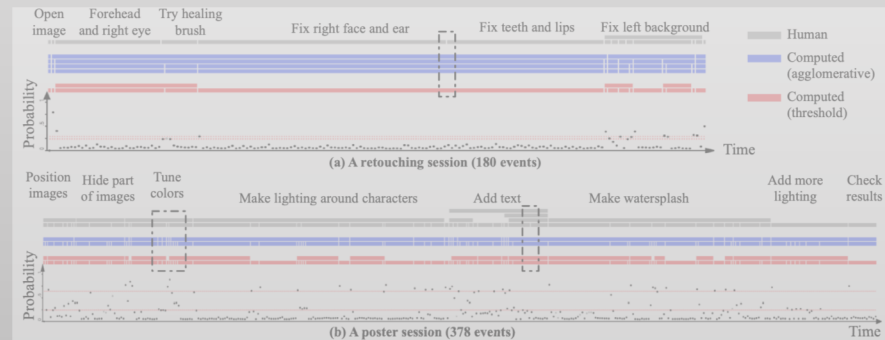 Open image
Forehead and right eye
Try healing brush
Fix right face and ear
Fix teeth and lips
Fix left background
Human
Computed (agglomerative)
Computed (threshold)
Probability
Time
(a) A retouching session (180 events)
Position images
Hide part of images
Tune colors
Make lighting around characters
Add text
Make watersplash
Add more lighting
Check results
Probability
(b) A poster session (378 events)
Time